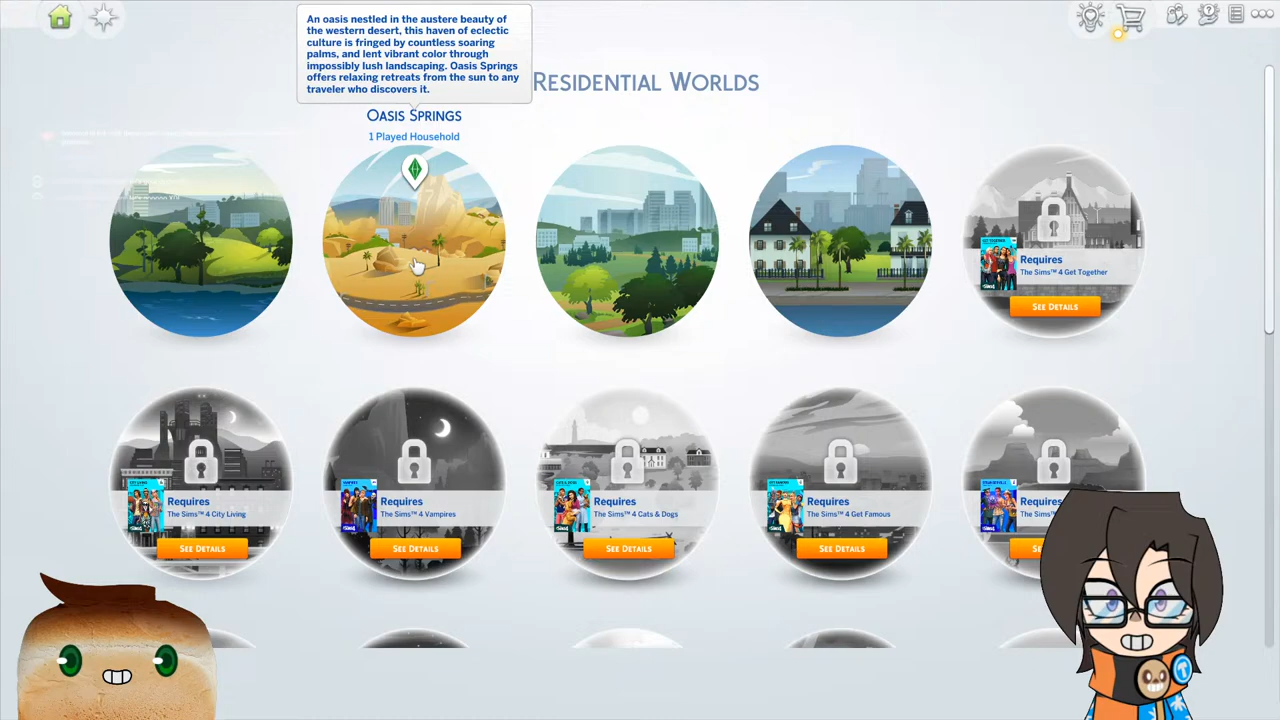 An oasis nestled in the austere beauty of
the western desert, this haven of eclectic
culture is fringed by countless soaring
palms, and lent vibrant color through
impossibly lush landscaping. Oasis Springs
offers relaxing retreats from the sun to any
traveler who discovers it.
Residential Worlds
Oasis Springs
1 Played Household
Requires
The Sims™ 4 Get Together
See Details
Requires
The Sims™ 4 City Living
See Details
Requires
The Sims™ 4 Vampires
See Details
Requires
The Sims™ 4 Cats & Dogs
See Details
Requires
The Sims™ 4 Get Famous
See Details
Requires
The Sims™